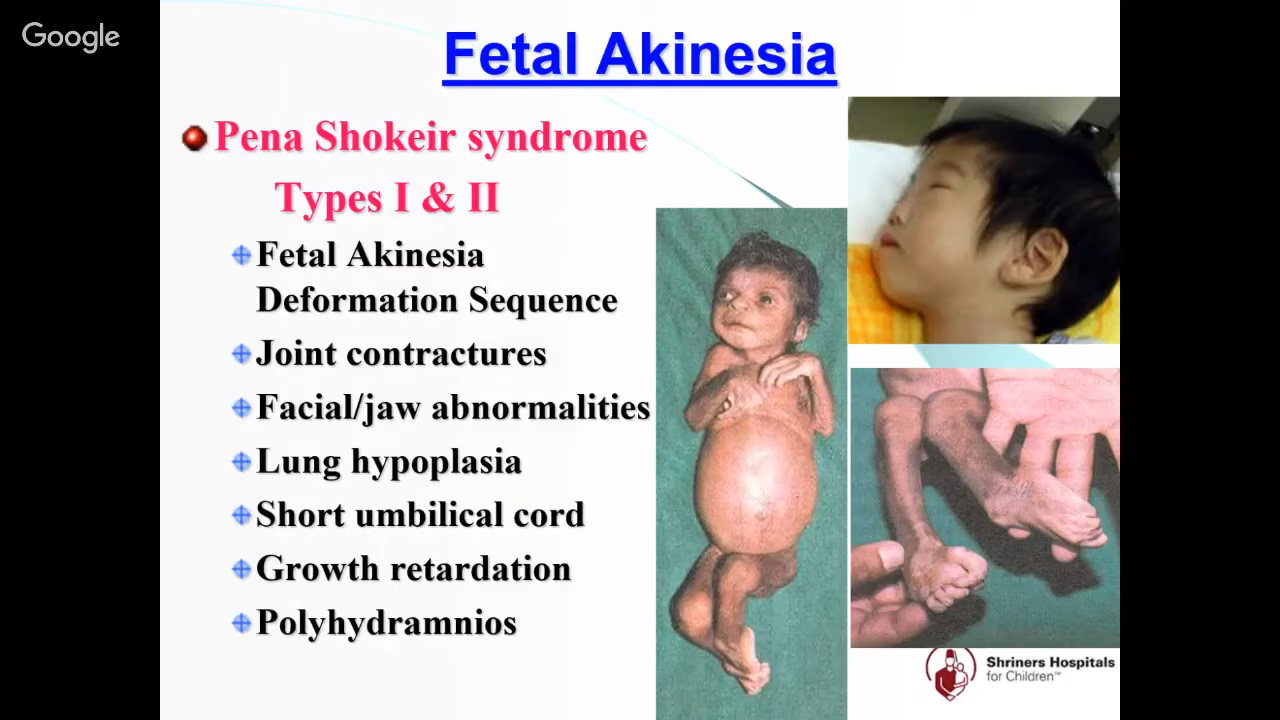 Google
Fetal Akinesia
Pena Shokeir syndrome
Types I & II
Fetal Akinesia
Deformation Sequence
Joint contractures
Facial/jaw abnormalities
Lung hypoplasia
Short umbilical cord
Growth retardation
Polyhydramnios
Shriners Hospitals
for Children™